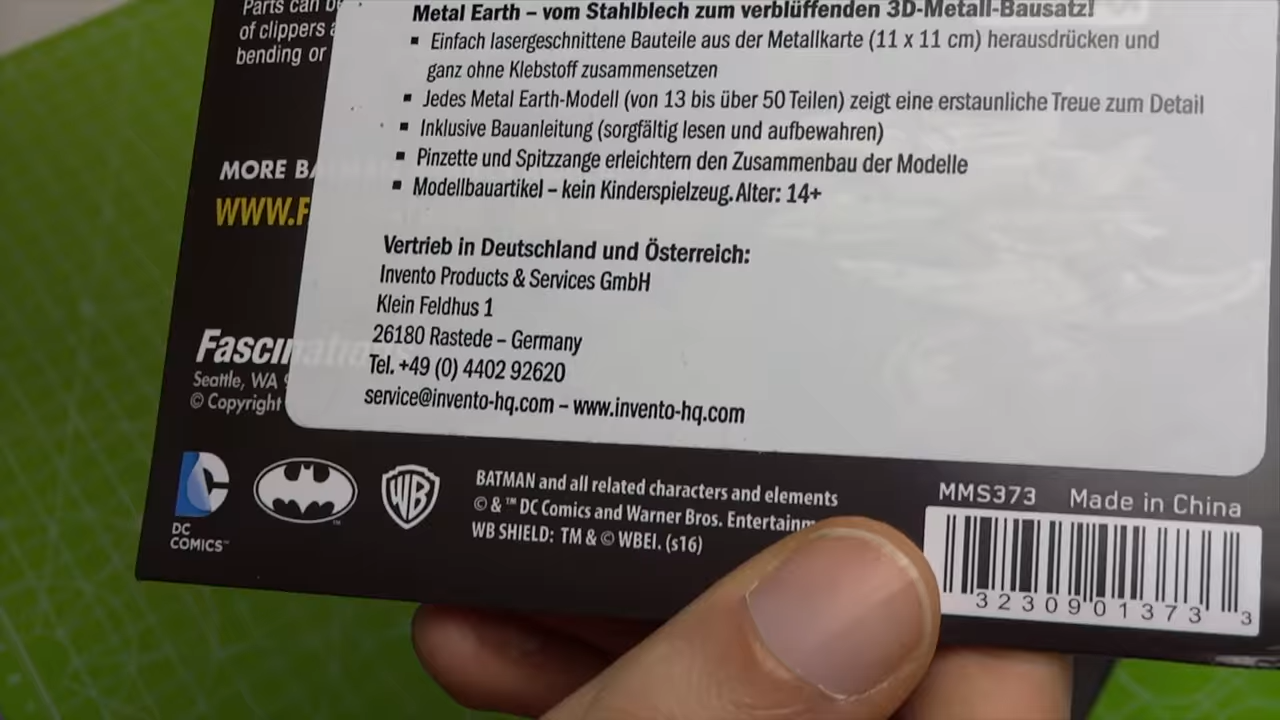 Parts can
of clippers
bending or
Metal Earth – vom Stahlblech zum verblüffenden 3D-Metall-Bausatz!
▪ Einfach lasergeschnittene Bauteile aus der Metallkarte (11 x 11 cm) herausdrücken und
ganz ohne Klebstoff zusammensetzen
▪ Jedes Metal Earth-Modell (von 13 bis über 50 Teilen) zeigt eine erstaunliche Treue zum Detail
▪ Inklusive Bauanleitung (sorgfältig lesen und aufbewahren)
▪ Pinzette und Spitzzange erleichtern den Zusammenbau der Modelle
▪ Modellbauartikel – kein Kinderspielzeug. Alter: 14+
MORE
WWW.F
Vertrieb in Deutschland und Österreich:
Invento Products & Services GmbH
Klein Feldhus 1
26180 Rastede – Germany
Tel. +49 (0) 4402 92620
service@invento-hq.com – www.invento-hq.com
Fascinations
Seattle, WA
© Copyright
DC
COMICS™
WB
BATMAN and all related characters and elements
© & ™ DC Comics and Warner Bros.
WB SHIELD: TM & © WBEI. (s16)
MMS373 Made in China
3230901373 3